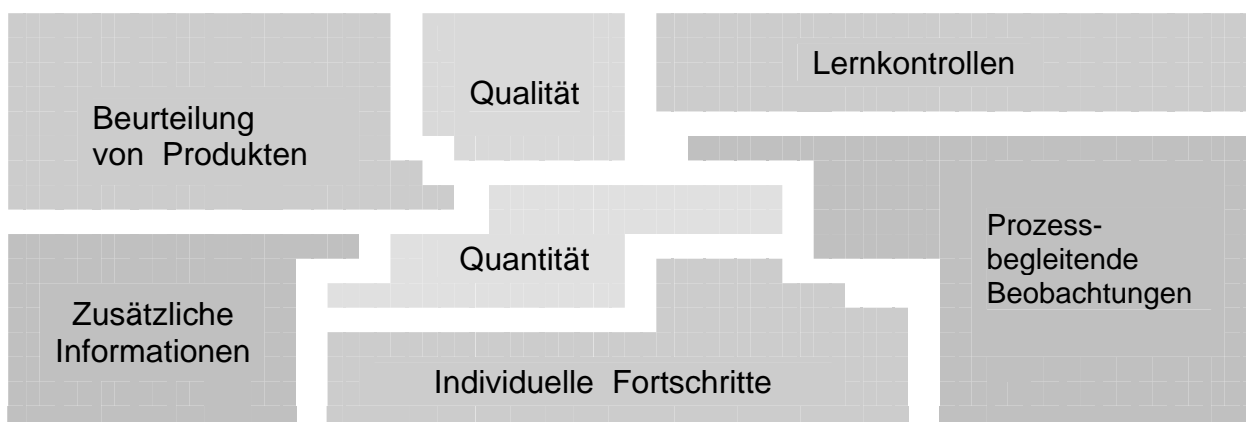 Beurteilung
von Produkten
Qualität
Lernkontrollen
Quantität
Prozess-
begleitende
Beobachtungen
Zusätzliche
Informationen
Individuelle Fortschritte